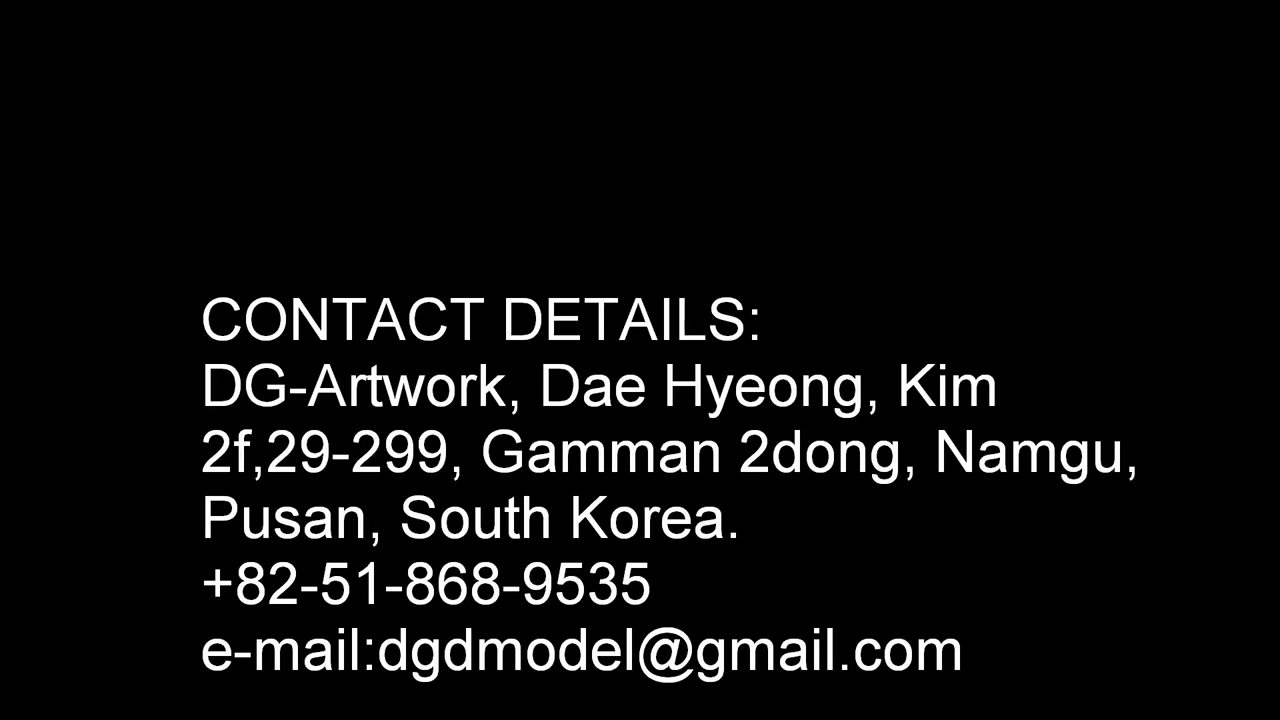 CONTACT DETAILS:
DG-Artwork, Dae Hyeong, Kim
2f,29-299, Gamman 2dong, Namgu,
Pusan, South Korea.
+82-51-868-9535
e-mail:dgdmodel@gmail.com